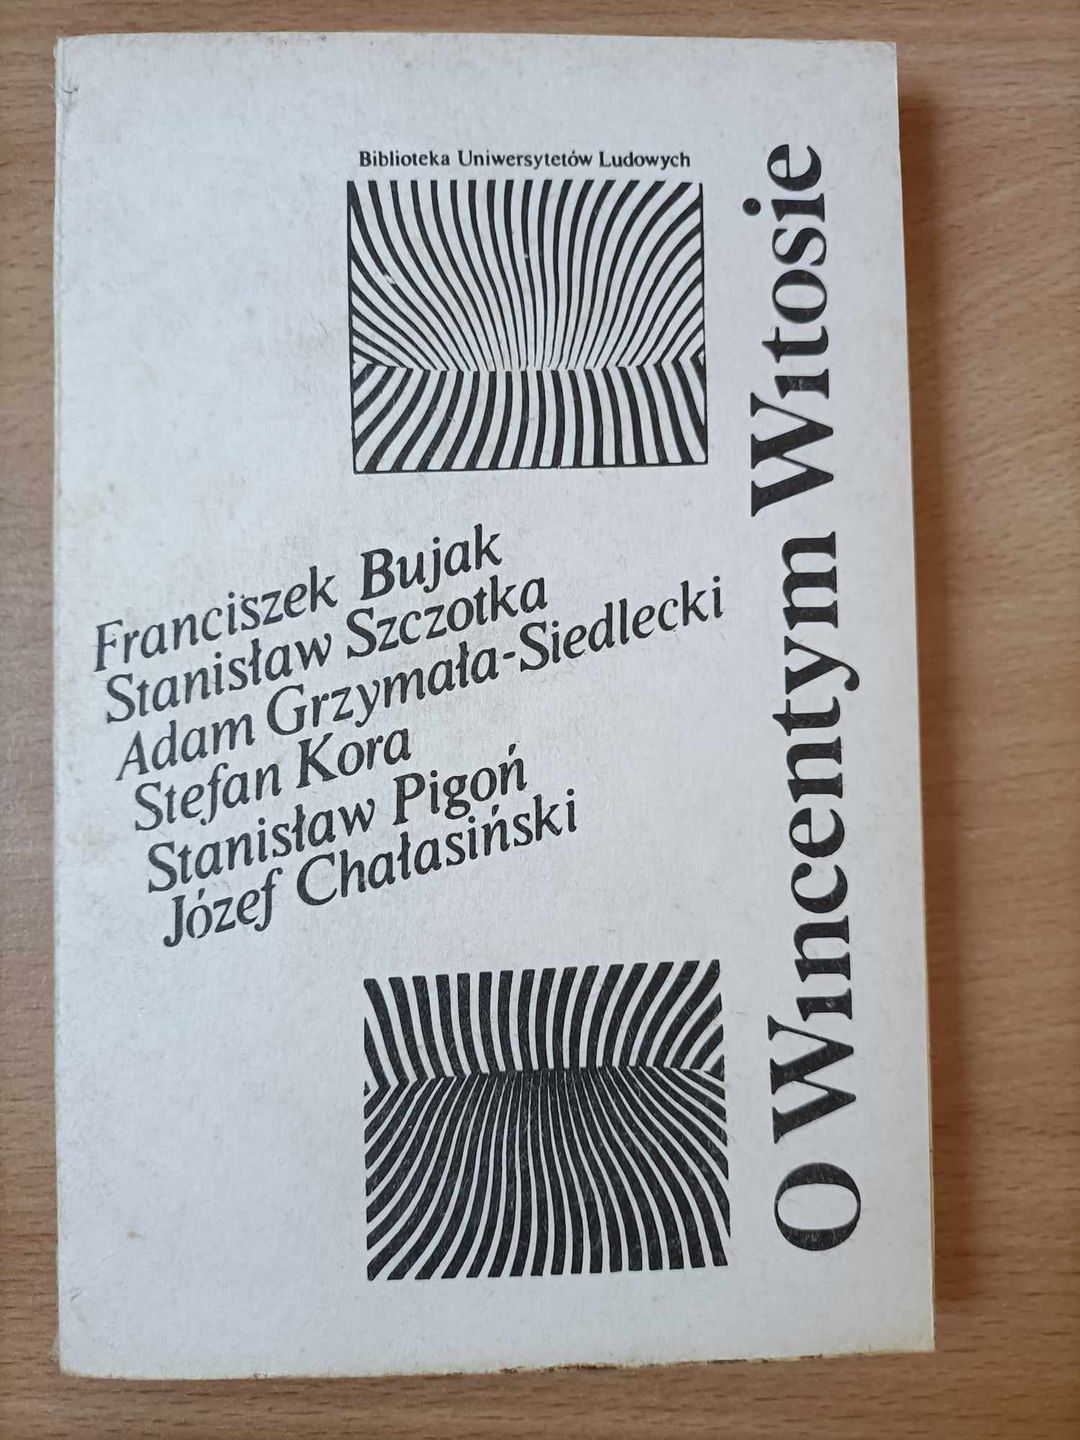 Biblioteka Uniwersytetów Ludowych
Franciszek Bujak
Stanisław Szczotka
Adam Grzymała-Siedlecki
Stefan Kora
Stanisław Pigoń
Józef Chałasiński
O Wincentym Witosie